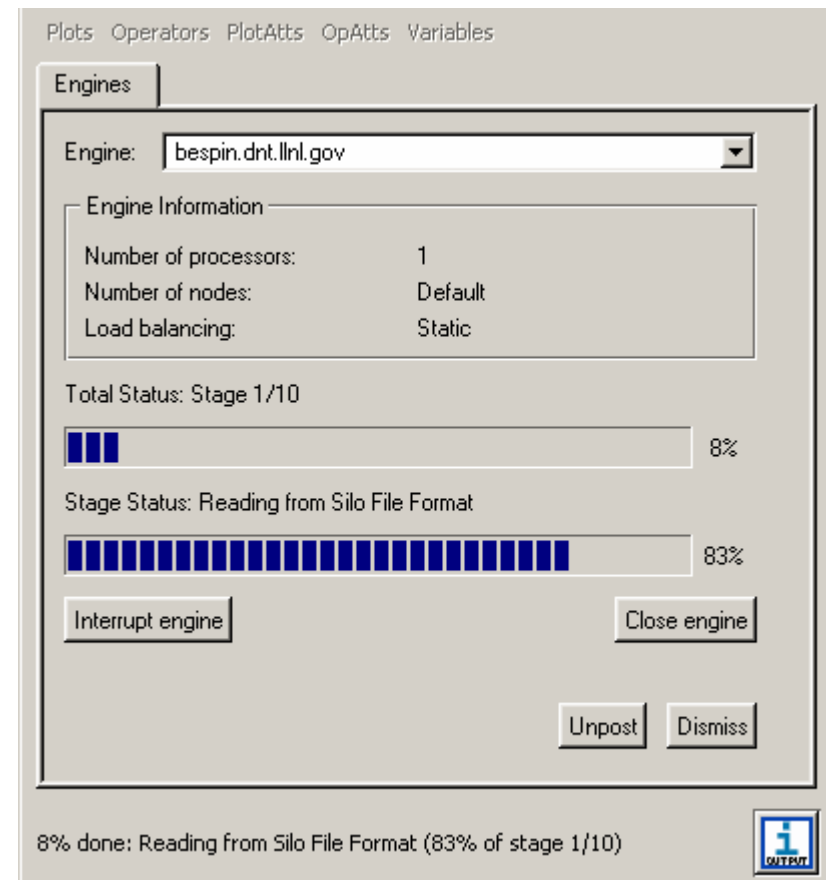 Plots Operators PlotAtts OpAtts Variables
Engines
Engine: bespin.dnt.llnl.gov
Engine Information
Number of processors: 1
Number of nodes: Default
Load balancing: Static
Total Status: Stage 1/10
8%
Stage Status: Reading from Silo File Format
83%
Interrupt engine Close engine
Unpost Dismiss
8% done: Reading from Silo File Format (83% of stage 1/10)
i
OUTPUT